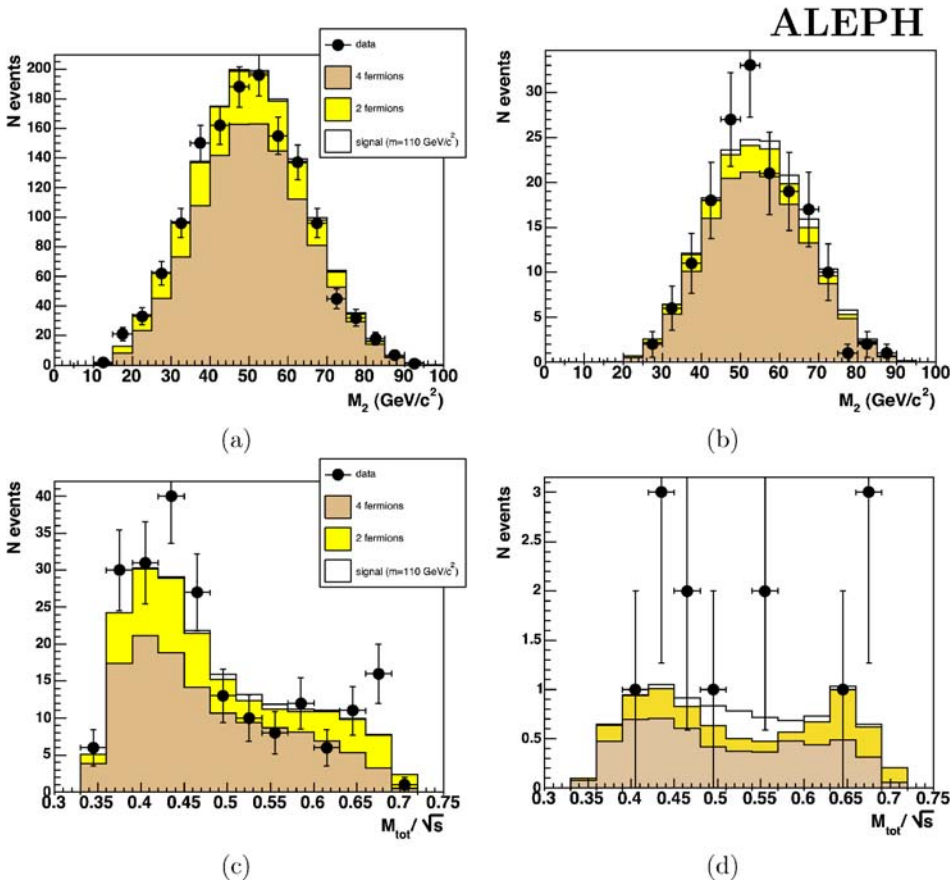 ALEPH
N events
200
180
160
140
120
100
80
60
40
20
0
0 10 20 30 40 50 60 70 80 90 100
M₂ (GeV/c²)
data
4 fermions
2 fermions
signal (m=110 GeV/c²)
(a)
N events
30
25
20
15
10
5
0
0 10 20 30 40 50 60 70 80 90 100
M₂ (GeV/c²)
(b)
N events
40
35
30
25
20
15
10
5
0
0.3 0.35 0.4 0.45 0.5 0.55 0.6 0.65 0.7 0.75
M_tot / √s
data
4 fermions
2 fermions
signal (m=110 GeV/c²)
(c)
N events
3
2.5
2
1.5
1
0.5
0
0.3 0.35 0.4 0.45 0.5 0.55 0.6 0.65 0.7 0.75
M_tot / √s
(d)